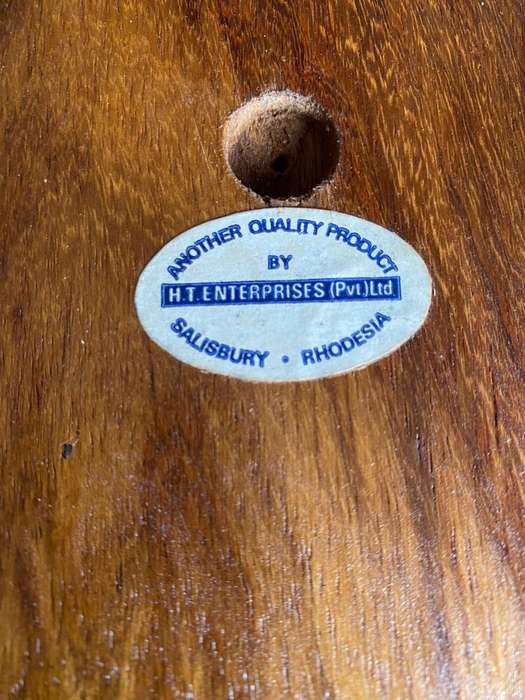 ANOTHER QUALITY PRODUCT
BY
H.T. ENTERPRISES (Pvt.) Ltd
SALISBURY • RHODESIA